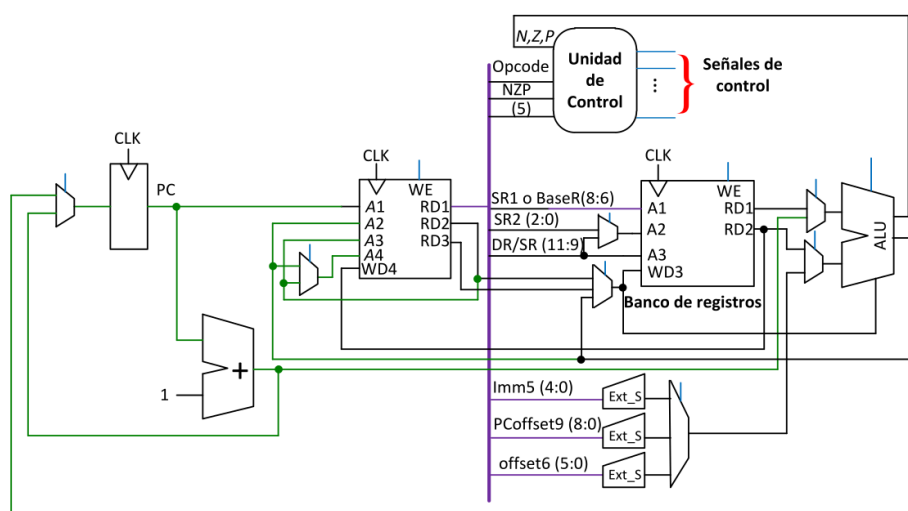 N,Z,P
Opcode
NZP
(5)
Unidad
de
Control
Señales de
control
...
CLK
PC
CLK
WE
A1
A2
A3
A4
WD4
RD1
RD2
RD3
SR1 o BaseR(8:6)
SR2 (2:0)
DR/SR (11:9)
CLK
WE
A1
A2
A3
WD3
RD1
RD2
Banco de registros
ALU
+
1
Imm5 (4:0)
Ext_S
PCoffset9 (8:0)
Ext_S
offset6 (5:0)
Ext_S